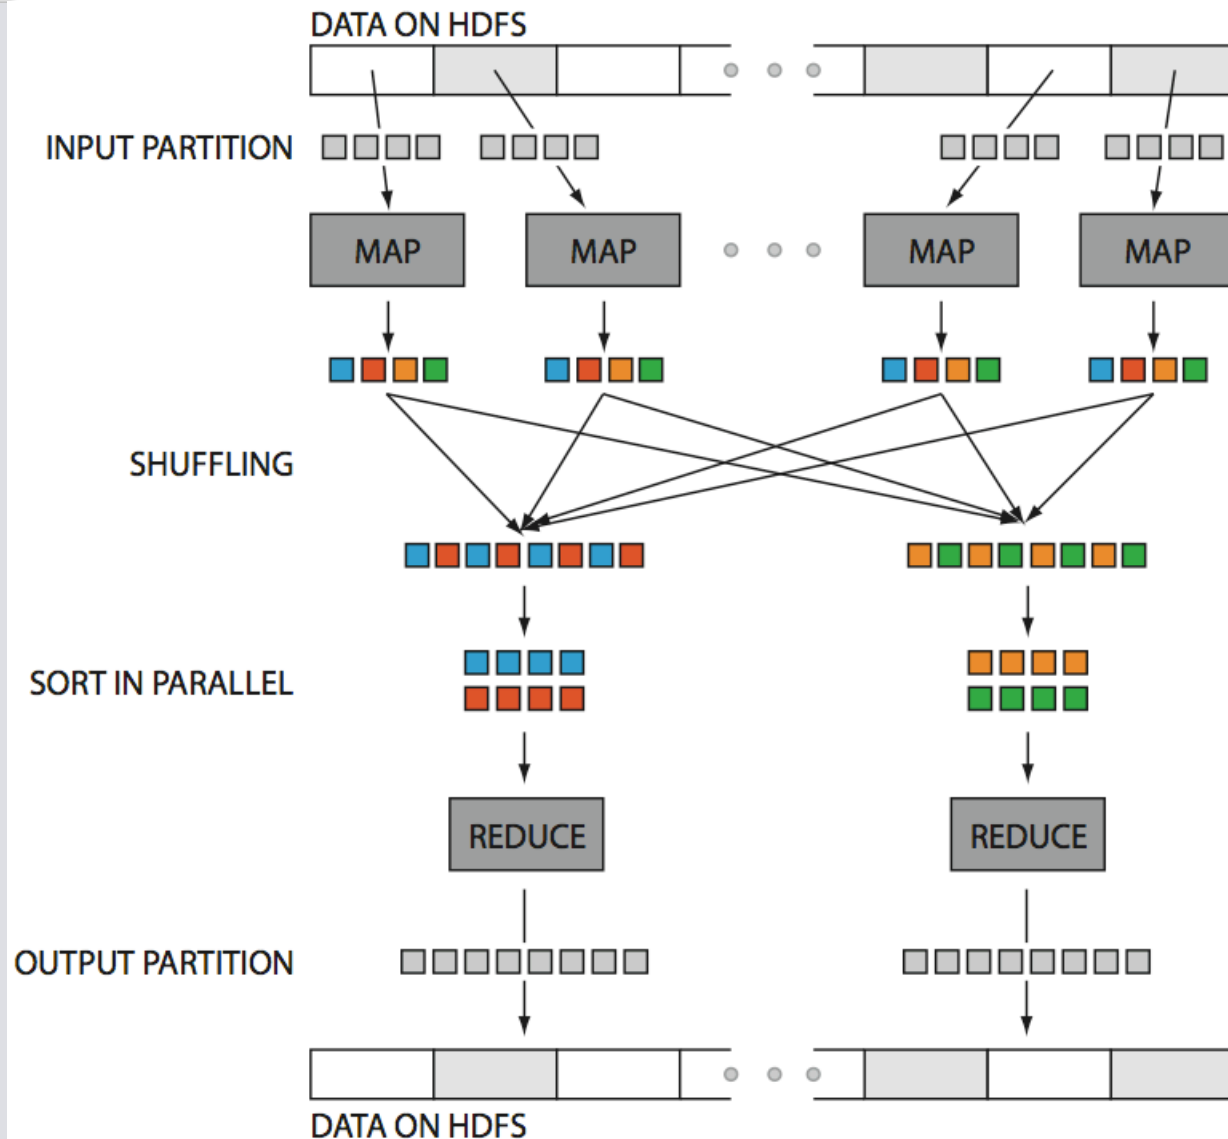 DATA ON HDFS
INPUT PARTITION
MAP MAP MAP MAP
SHUFFLING
SORT IN PARALLEL
REDUCE REDUCE
OUTPUT PARTITION
DATA ON HDFS